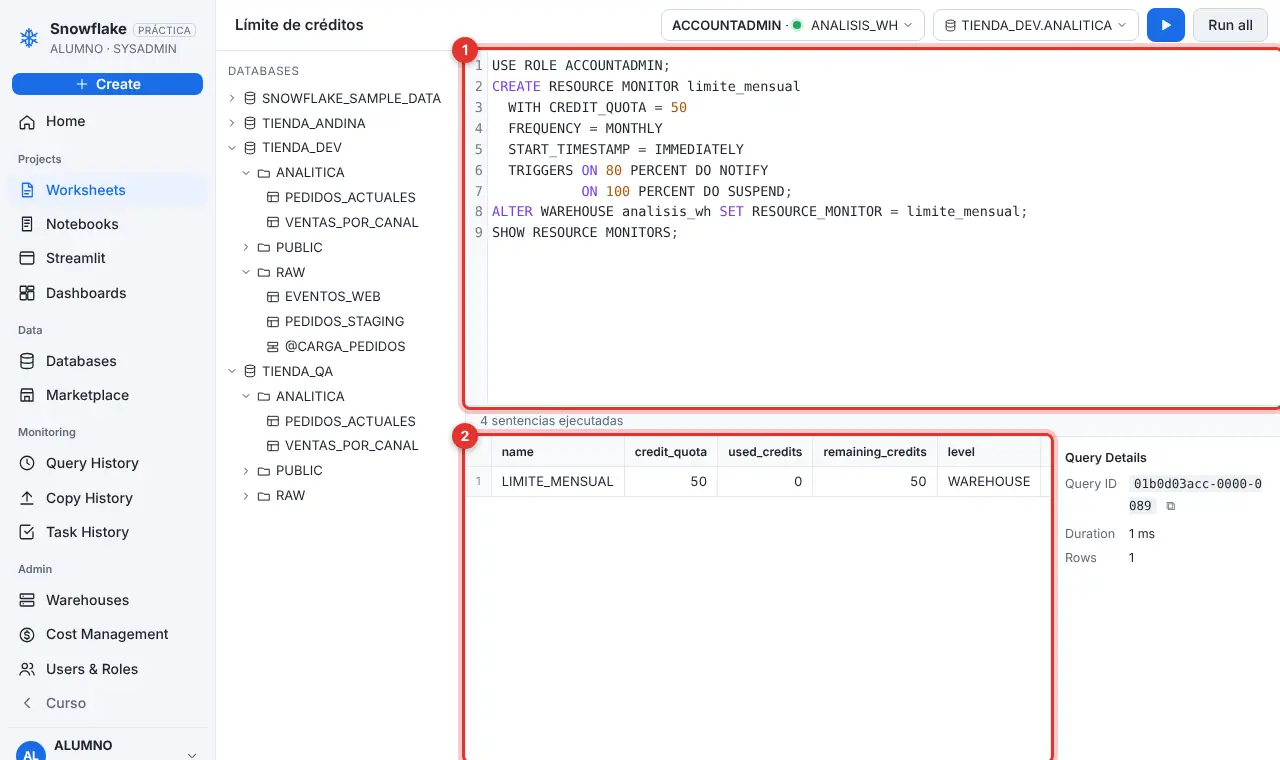 Snowflake PRÁCTICA
ALUMNO · SYSADMIN
+ Create
Home
Projects
Worksheets
Notebooks
Streamlit
Dashboards
Data
Databases
Marketplace
Monitoring
Query History
Copy History
Task History
Admin
Warehouses
Cost Management
Users & Roles
Curso
AL
ALUMNO
Límite de créditos
ACCOUNTADMIN · ANALISIS_WH
TIENDA_DEV.ANALITICA
Run all
DATABASES
SNOWFLAKE_SAMPLE_DATA
TIENDA_ANDINA
TIENDA_DEV
ANALITICA
PEDIDOS_ACTUALES
VENTAS_POR_CANAL
PUBLIC
RAW
EVENTOS_WEB
PEDIDOS_STAGING
@CARGA_PEDIDOS
TIENDA_QA
ANALITICA
PEDIDOS_ACTUALES
VENTAS_POR_CANAL
PUBLIC
RAW
1
1 USE ROLE ACCOUNTADMIN;
2 CREATE RESOURCE MONITOR limite_mensual
3 WITH CREDIT_QUOTA = 50
4 FREQUENCY = MONTHLY
5 START_TIMESTAMP = IMMEDIATELY
6 TRIGGERS ON 80 PERCENT DO NOTIFY
7 ON 100 PERCENT DO SUSPEND;
8 ALTER WAREHOUSE analisis_wh SET RESOURCE_MONITOR = limite_mensual;
9 SHOW RESOURCE MONITORS;
4 sentencias ejecutadas
2
name credit_quota used_credits remaining_credits level
1 LIMITE_MENSUAL 50 0 50 WAREHOUSE
Query Details
Query ID 01b0d03acc-0000-0
089
Duration 1 ms
Rows 1